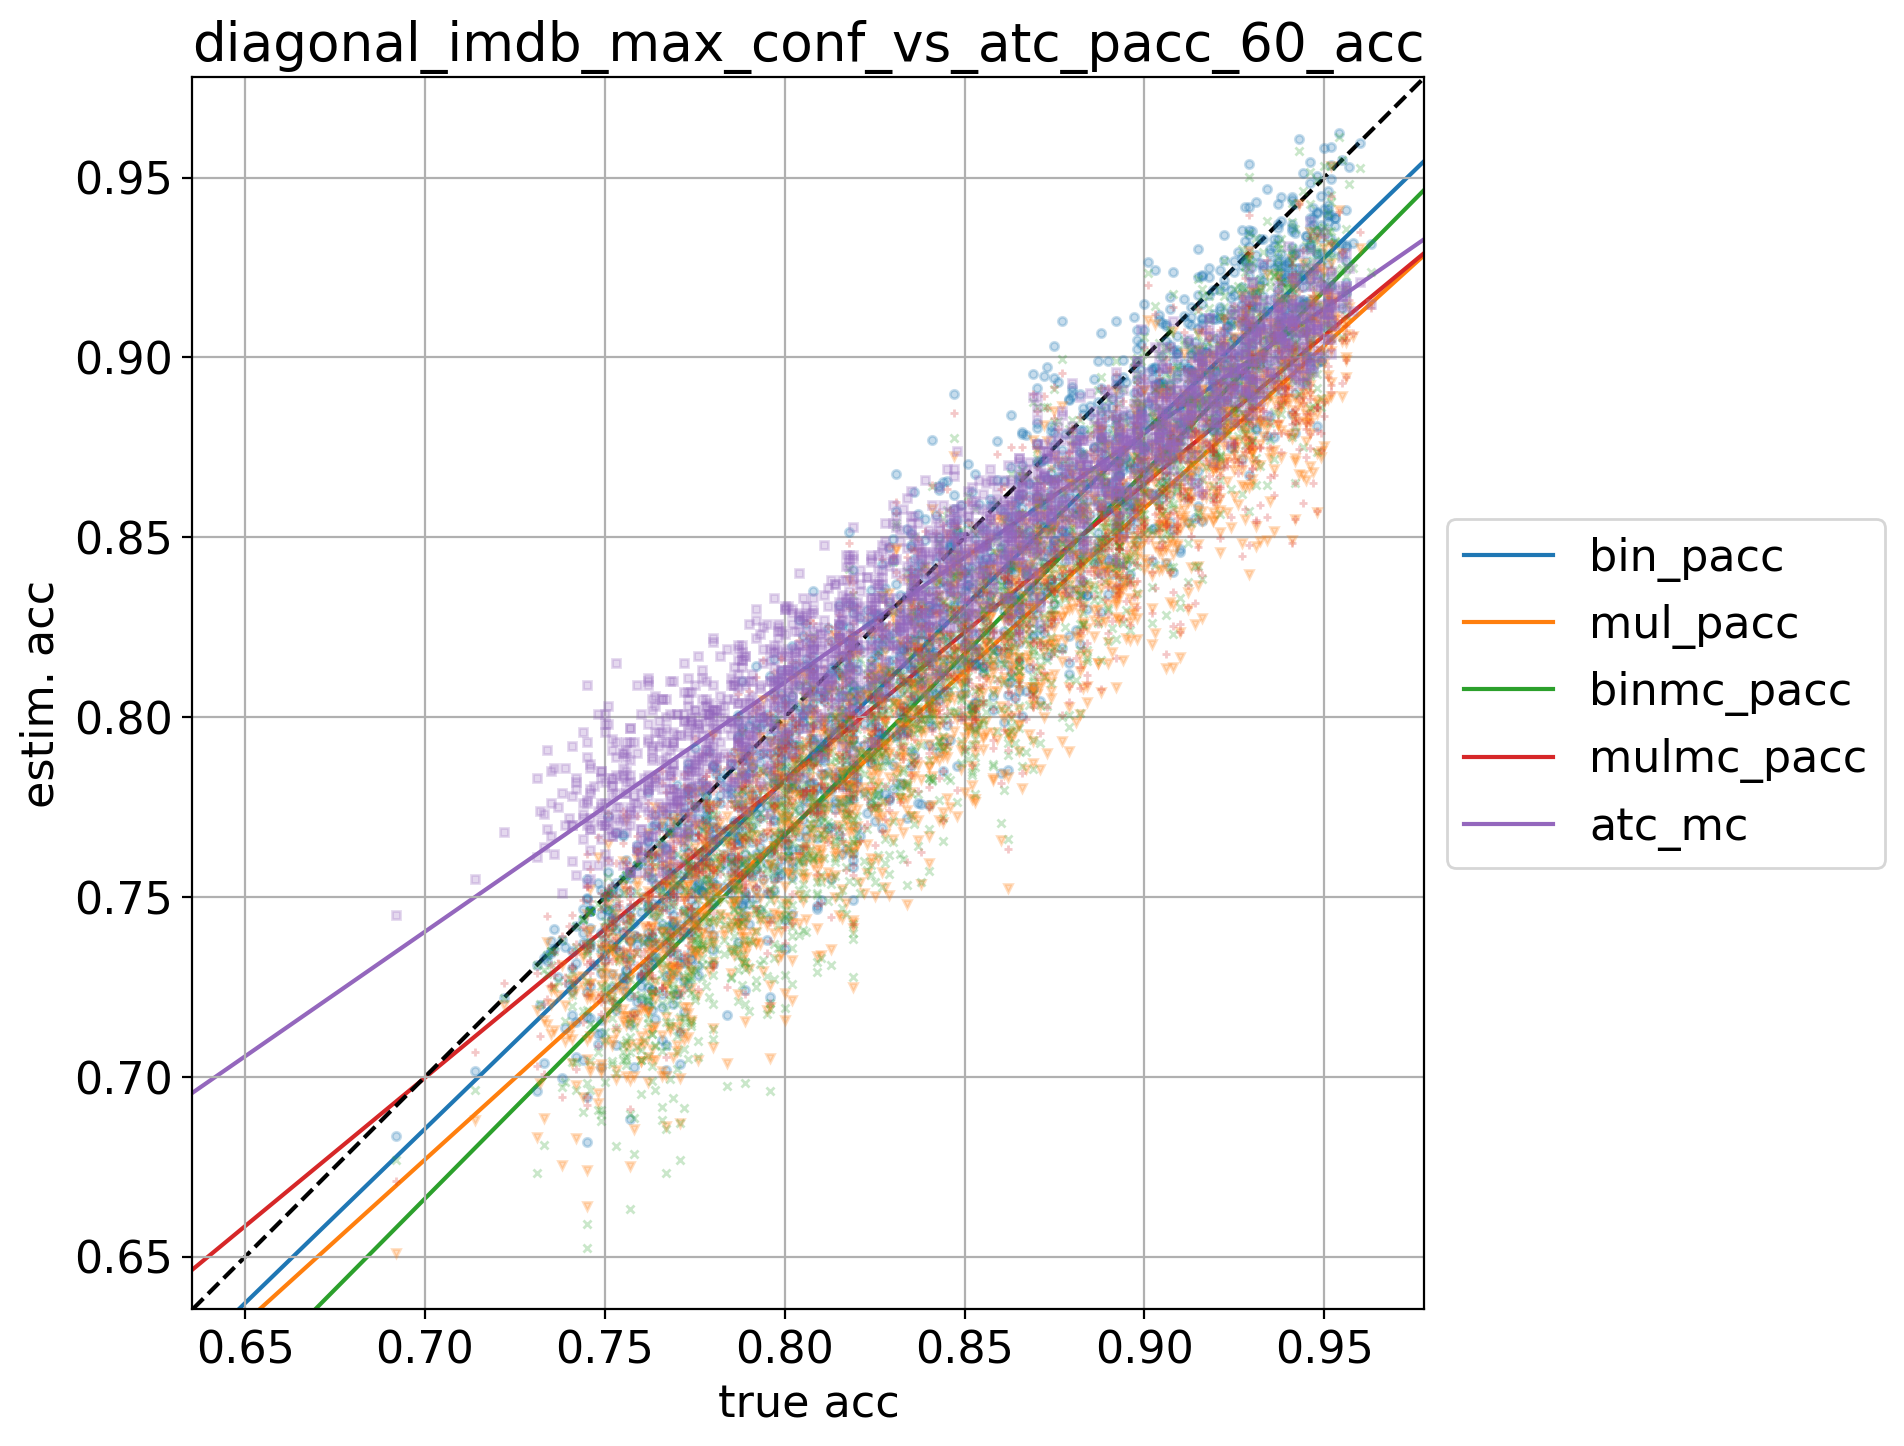 diagonal_imdb_max_conf_vs_atc_pacc_60_acc
estim. acc
0.95
0.90
0.85
0.80
0.75
0.70
0.65
0.65 0.70 0.75 0.80 0.85 0.90 0.95
true acc
bin_pacc
mul_pacc
binmc_pacc
mulmc_pacc
atc_mc